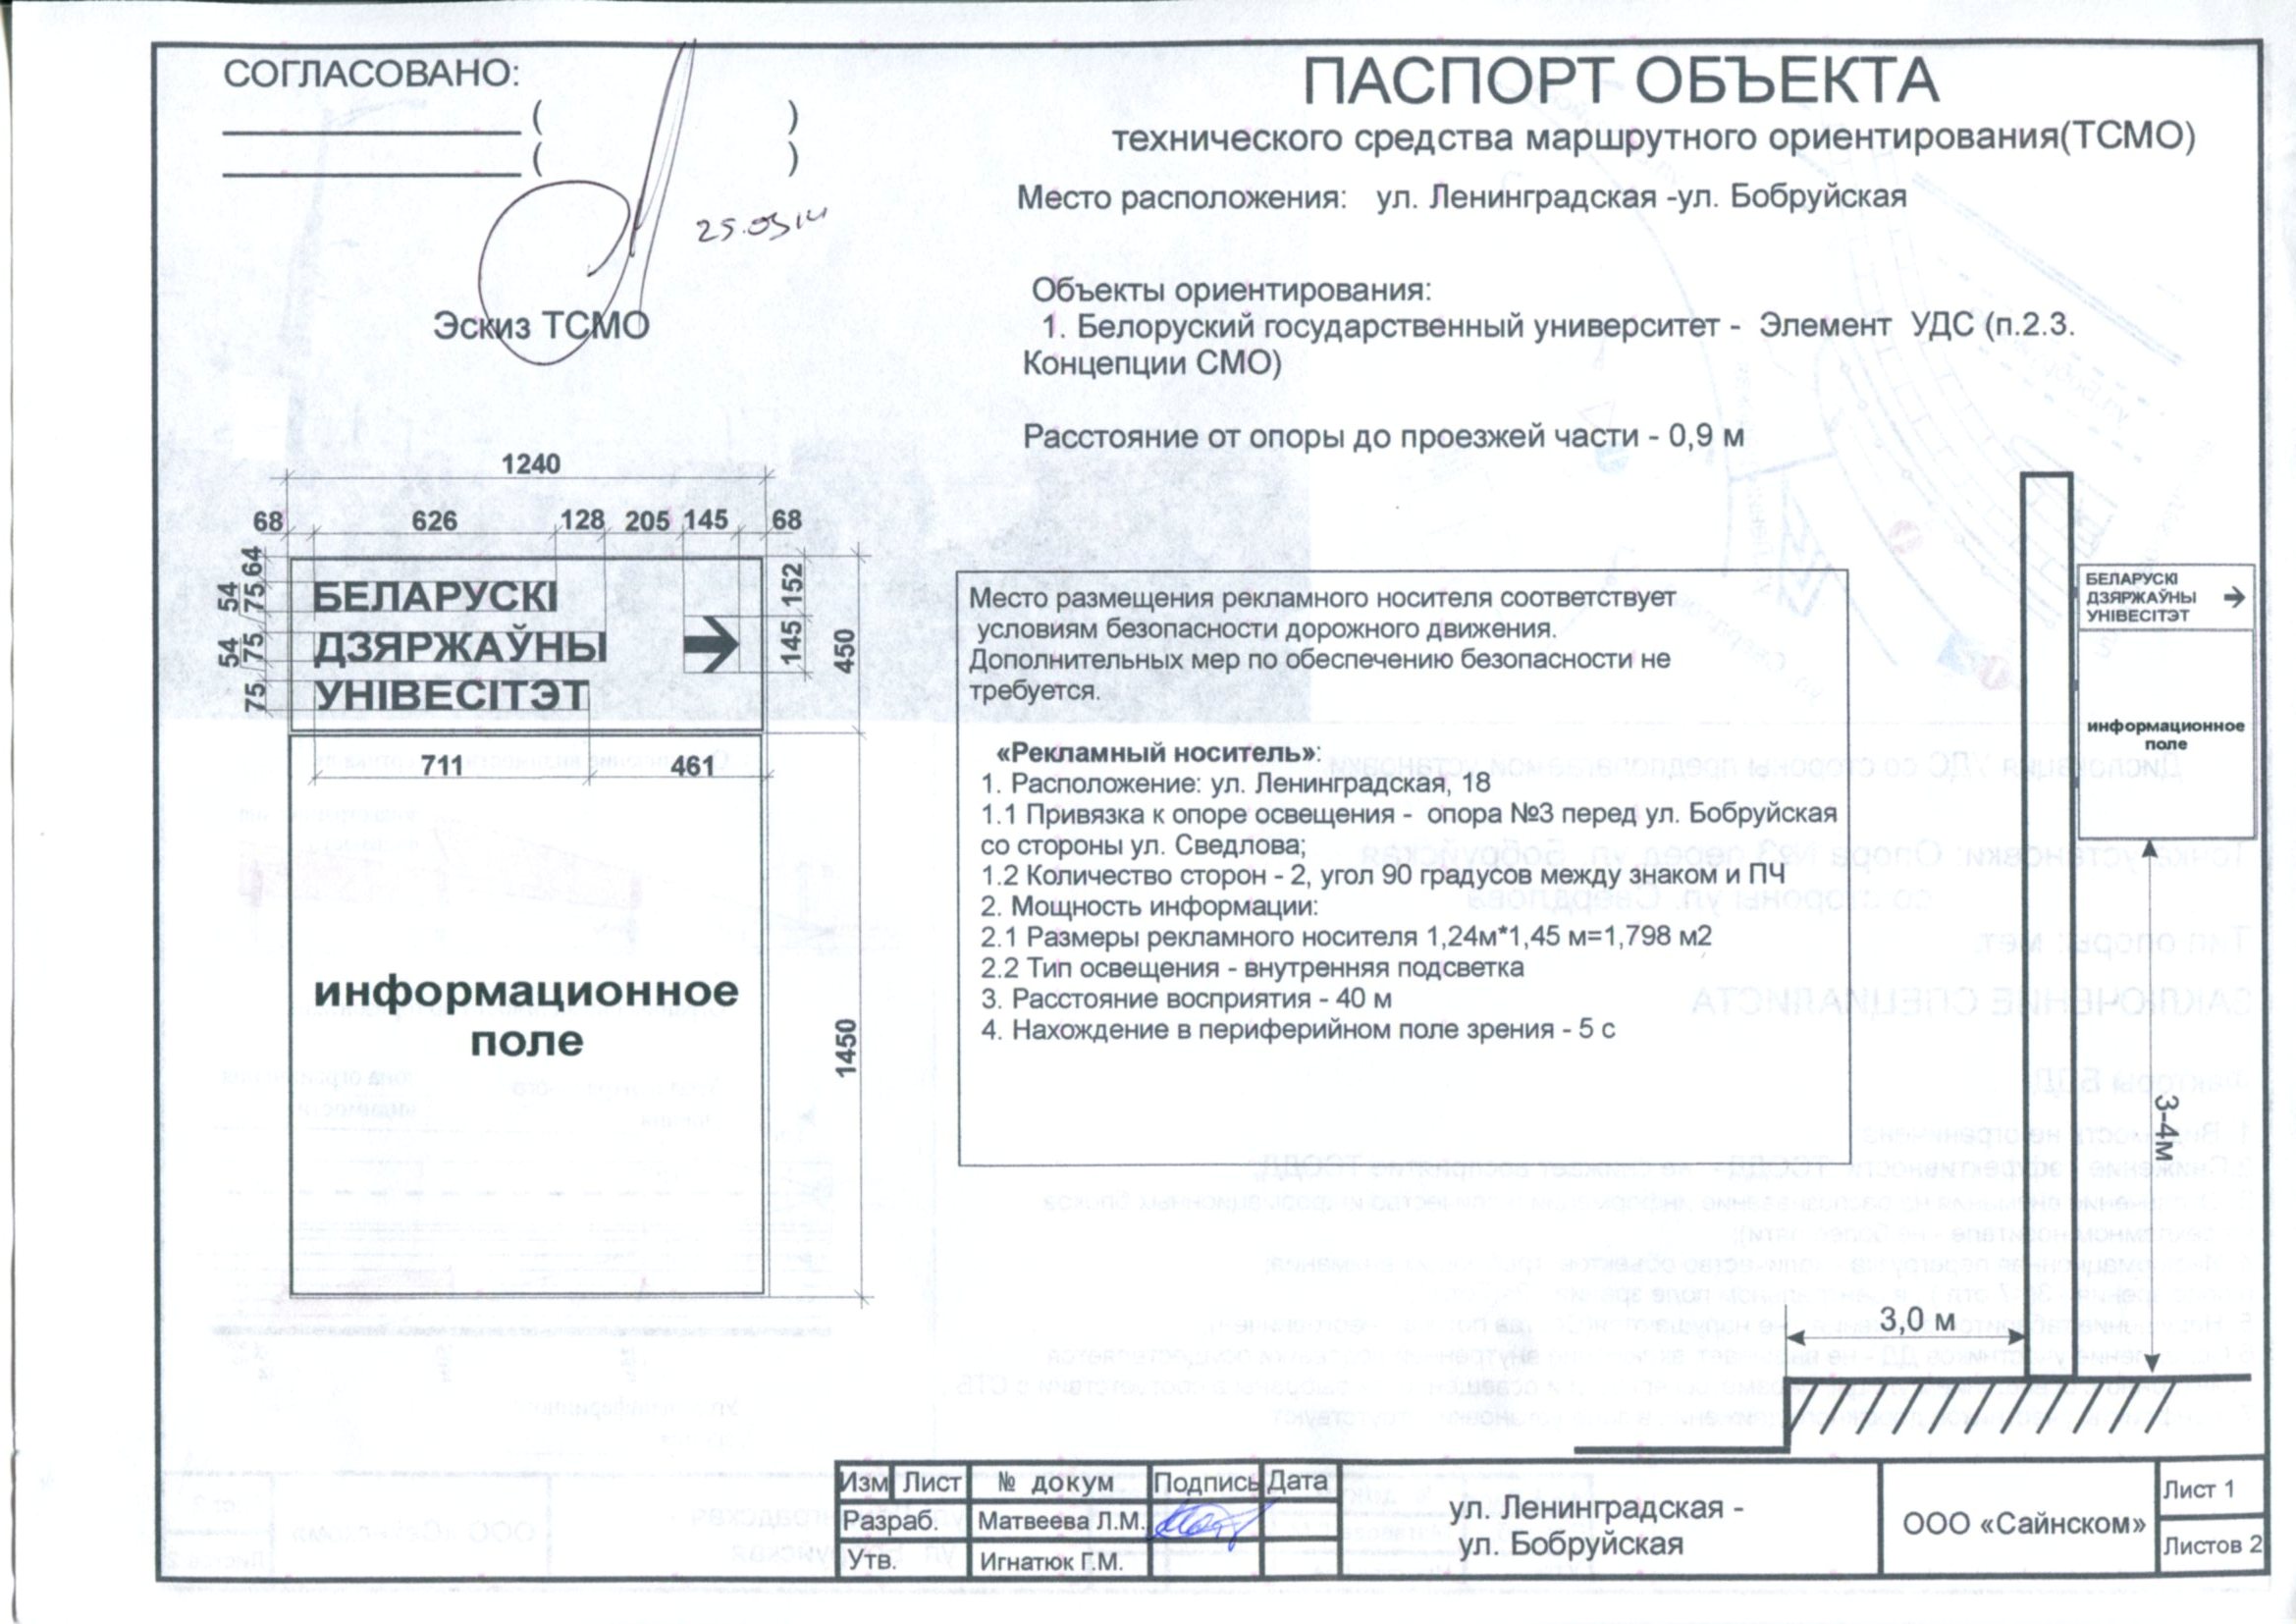 СОГЛАСОВАНО:
( )
( )
25.03.14
ПАСПОРТ ОБЪЕКТА
технического средства маршрутного ориентирования(ТСМО)
Место расположения: ул. Ленинградская -ул. Бобруйская
Объекты ориентирования:
1. Белоруский государственный университет - Элемент УДС (п.2.3.
Концепции СМО)
Расстояние от опоры до проезжей части - 0,9 м
Эскиз ТСМО
1240
68 626 128 205 145 68
64
75
54
75
54
75
БЕЛАРУСКІ
ДЗЯРЖАЎНЫ
УНІВЕСІТЭТ
152
145
450
711 461
информационное
поле
1450
Место размещения рекламного носителя соответствует
условиям безопасности дорожного движения.
Дополнительных мер по обеспечению безопасности не
требуется.
«Рекламный носитель»:
1. Расположение: ул. Ленинградская, 18
1.1 Привязка к опоре освещения - опора №3 перед ул. Бобруйская
со стороны ул. Сведлова;
1.2 Количество сторон - 2, угол 90 градусов между знаком и ПЧ
2. Мощность информации:
2.1 Размеры рекламного носителя 1,24м*1,45 м=1,798 м2
2.2 Тип освещения - внутренняя подсветка
3. Расстояние восприятия - 40 м
4. Нахождение в периферийном поле зрения - 5 с
БЕЛАРУСКІ
ДЗЯРЖАЎНЫ
УНІВЕСІТЭТ
информационное
поле
3-4м
3,0 м
Изм Лист № докум Подпись Дата
Разраб. Матвеева Л.М.
Утв. Игнатюк Г.М.
ул. Ленинградская -
ул. Бобруйская
ООО «Сайнском»
Лист 1
Листов 2